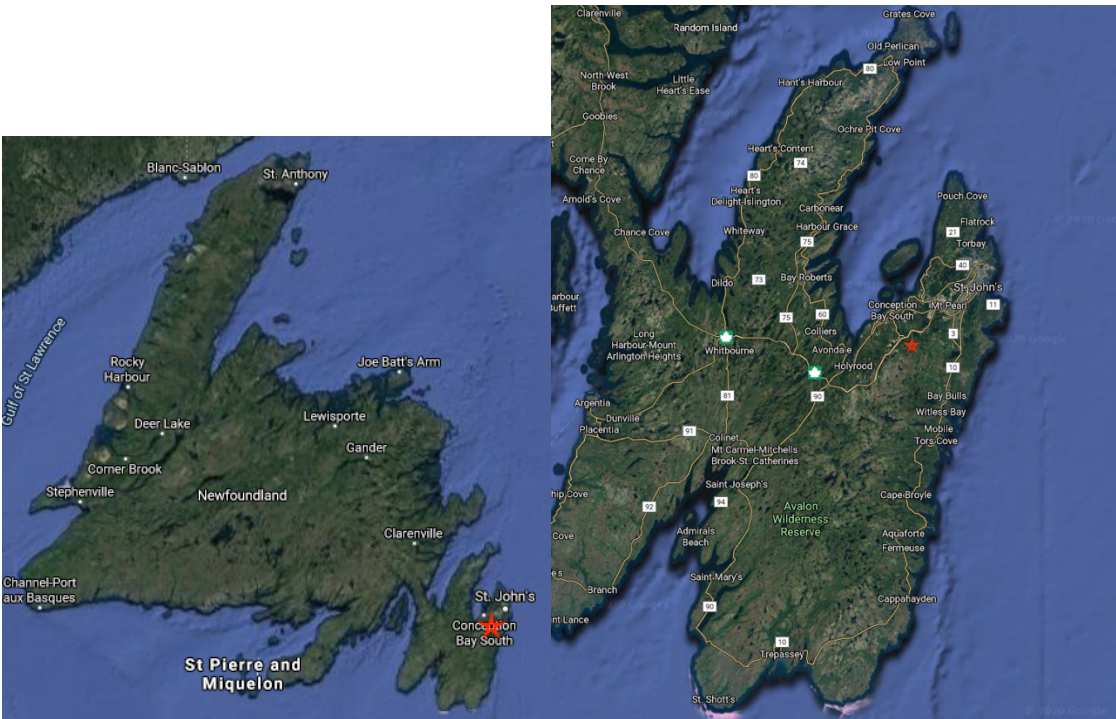 Blanc-Sablon
St. Anthony
Gulf of St Lawrence
Rocky
Harbour
Joe Batt's Arm
Deer Lake
Lewisporte
Corner Brook
Gander
Stephenville
Newfoundland
Clarenville
Channel-Port
aux Basques
St. John's
Conception
Bay South
St Pierre and
Miquelon
Clarenville
Random Island
Grates Cove
Old Perlican
Low Point
80
North-West
Brook
Little
Heart's Ease
Hant's Harbour
Goobies
Ochre Pit Cove
Come By
Chance
Heart's Content
74
80
Arnold's Cove
Heart's
Delight-Islington
Carbonear
Pouch Cove
Chance Cove
Whiteway
Harbour Grace
75
Flatrock
21
Torbay
40
Dildo
73
Bay Roberts
St. John's
11
Conception
Bay South
Mt Pearl
75
60
Colliers
3
Long
Harbour-Mount
Arlington Heights
Whitbourne
Avondale
Holyrood
10
81
90
Bay Bulls
Witless Bay
Argentia
Dunville
Placentia
91
Colinet
Mobile
Tors Cove
Mt Carmel-Mitchells
Brook-St. Catherines
Saint Joseph's
94
92
Cape Broyle
Avalon
Wilderness
Reserve
Admirals
Beach
Cove
Aquaforte
Fermeuse
Saint Mary's
Branch
90
Cappahayden
10
Trepassey
St. Shott's
© 2020 Google